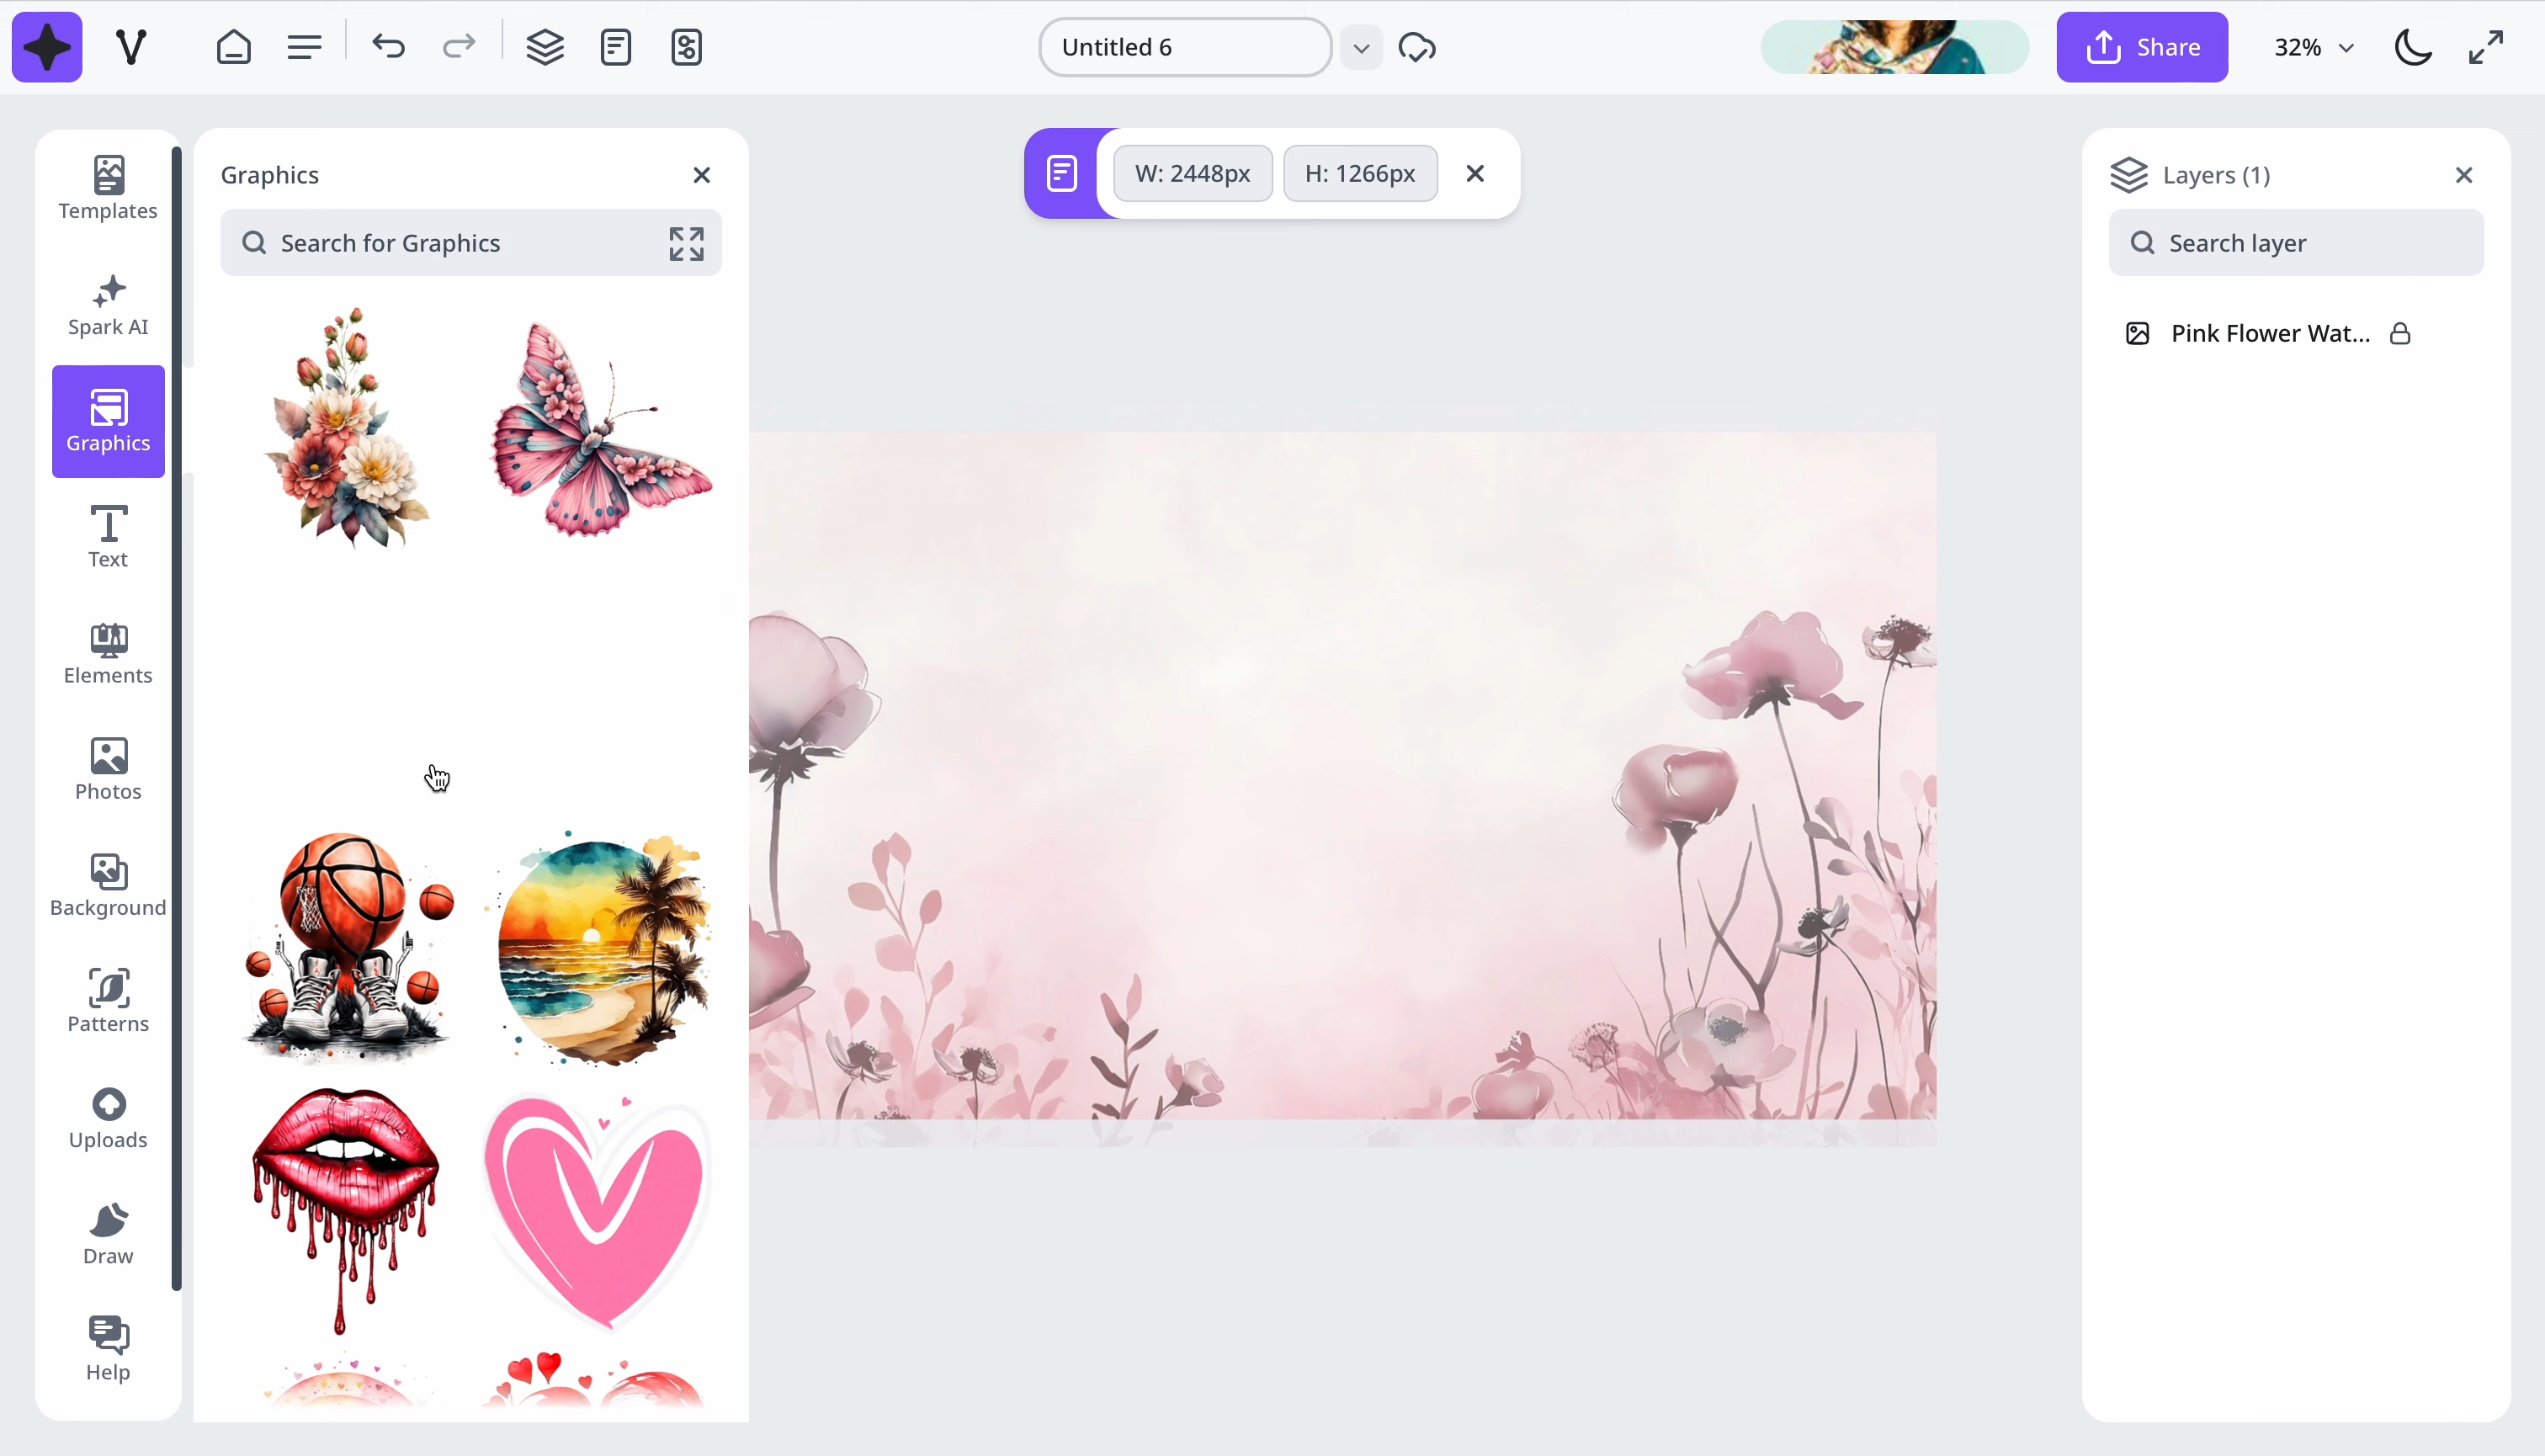 Untitled 6
Share
32%
Templates
Spark AI
Graphics
Text
Elements
Photos
Background
Patterns
Uploads
Draw
Help
Graphics
Search for Graphics
W: 2448px
H: 1266px
Layers (1)
Search layer
Pink Flower Wat...